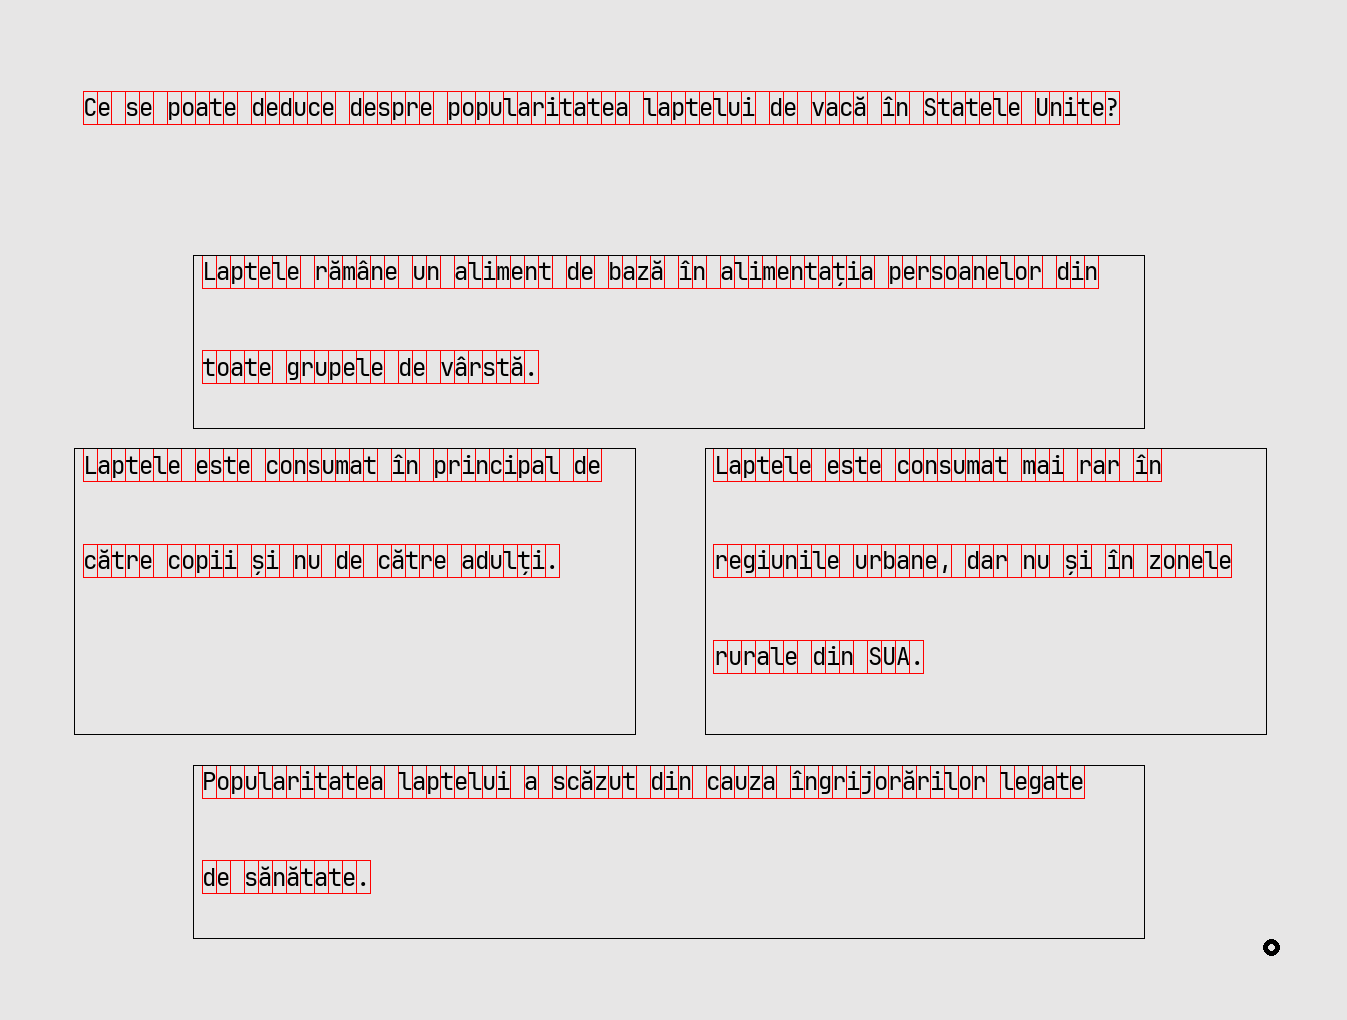 Ce se poate deduce despre popularitatea laptelui de vacă în Statele Unite?
Laptele rămâne un aliment de bază în alimentația persoanelor din
toate grupele de vârstă.
Laptele este consumat în principal de
către copii și nu de către adulți.
Laptele este consumat mai rar în
regiunile urbane, dar nu și în zonele
rurale din SUA.
Popularitatea laptelui a scăzut din cauza îngrijorărilor legate
de sănătate.